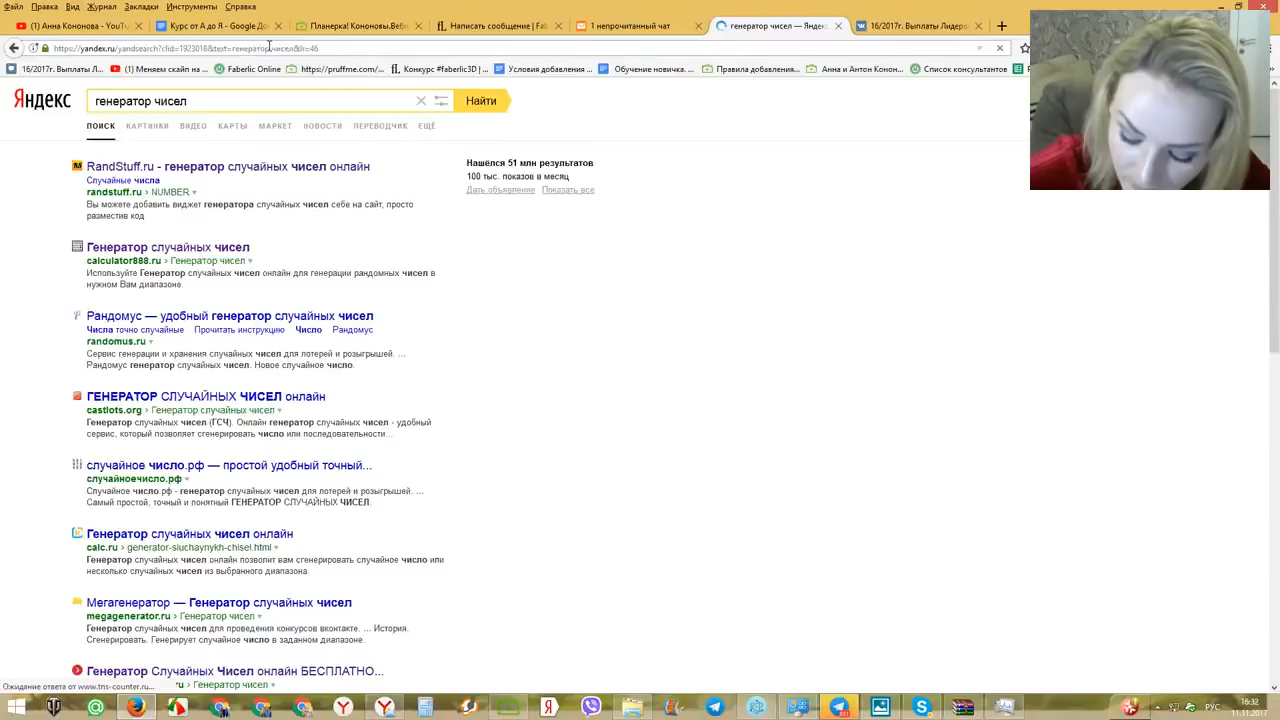 Файл Правка Вид Журнал Закладки Инструменты Справка
Анна и А
Курс от А до Я - Google До
Планерка! Кононовы.Веби
Написать сообщение | Fab
1 непрочитанный чат
генератор чисел — Яндек
16/2017г. Выплаты Лидер
https://yandex.ru/yandsearch?clid=1923018&text=генератор чисел&lr=46
16/2017г. Выплаты Л...
(1) Меняем скайп на ...
Faberlic Online
https://pruffme.com/...
Конкурс #faberlic3D |...
Условия добавления...
Обучение новичка...
Правила добавления...
Анна и Антон Конон...
Список консультантов
Яндекс
генератор чисел
Найти
ПОИСК КАРТИНКИ ВИДЕО КАРТЫ МАРКЕТ НОВОСТИ ПЕРЕВОДЧИК ЕЩЁ
RandStuff.ru - генератор случайных чисел онлайн
Случайные числа
randstuff.ru › NUMBER
Вы можете добавить виджет генератора случайных чисел себе на сайт, просто
разместив код
Нашёлся 51 млн результатов
100 тыс. показов в месяц
Дать объявление Показать все
Генератор случайных чисел
calculator888.ru › Генератор чисел
Используйте Генератор случайных чисел онлайн для генерации рандомных чисел в
нужном Вам диапазоне.
Рандомус — удобный генератор случайных чисел
Числа точно случайные Прочитать инструкцию Число Рандомус
randomus.ru
Сервис генерации и хранения случайных чисел для лотерей и розыгрышей. ...
Рандомус генератор случайных чисел. Новое случайное число.
ГЕНЕРАТОР СЛУЧАЙНЫХ ЧИСЕЛ онлайн
castlots.org › Генератор случайных чисел
Генератор случайных чисел (ГСЧ). Онлайн генератор случайных чисел - удобный
сервис, который позволяет сгенерировать число или последовательности...
случайное число.рф — простой удобный точный...
случайноечисло.рф
Случайное число.рф - генератор случайных чисел для лотерей и розыгрышей. ...
Самый простой, точный и понятный ГЕНЕРАТОР СЛУЧАЙНЫХ ЧИСЕЛ.
Генератор случайных чисел онлайн
calc.ru › generator-sluchaynykh-chisel.html
Генератор случайных чисел онлайн позволит вам сгенерировать случайное число или
несколько случайных чисел из выбранного диапазона.
Мегагенератор — Генератор случайных чисел
megagenerator.ru › Генератор чисел
Генератор случайных чисел для проведения конкурсов вконтакте. ... История.
Сгенерировать. Генерирует случайное число в заданном диапазоне.
Генератор Случайных Чисел онлайн БЕСПЛАТНО...
ru › Генератор чисел
Ожидание ответа от www.tns-counter.ru...
РУС
16:32
11.11.2017